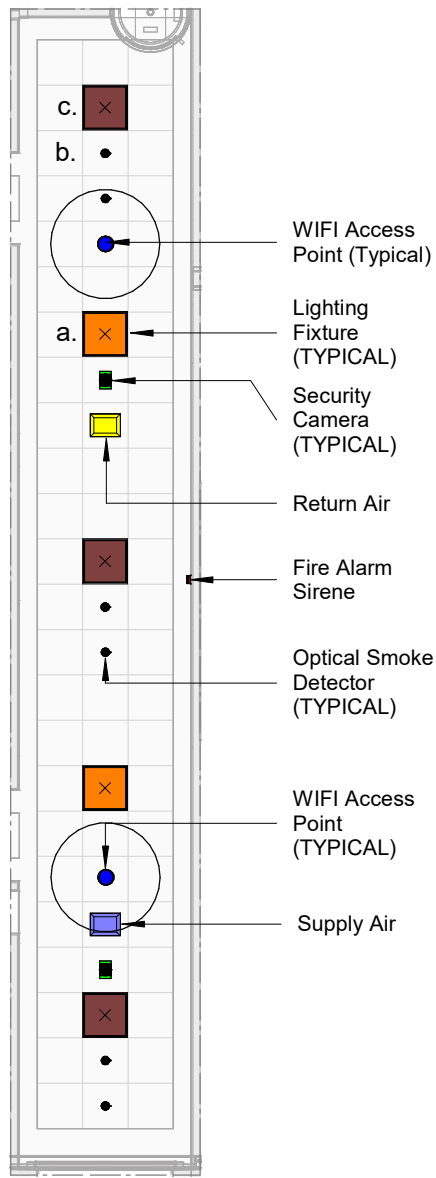 c.
b.
WIFI Access
Point (Typical)
a.
Lighting
Fixture
(TYPICAL)
Security
Camera
(TYPICAL)
Return Air
Fire Alarm
Sirene
Optical Smoke
Detector
(TYPICAL)
WIFI Access
Point
(TYPICAL)
Supply Air